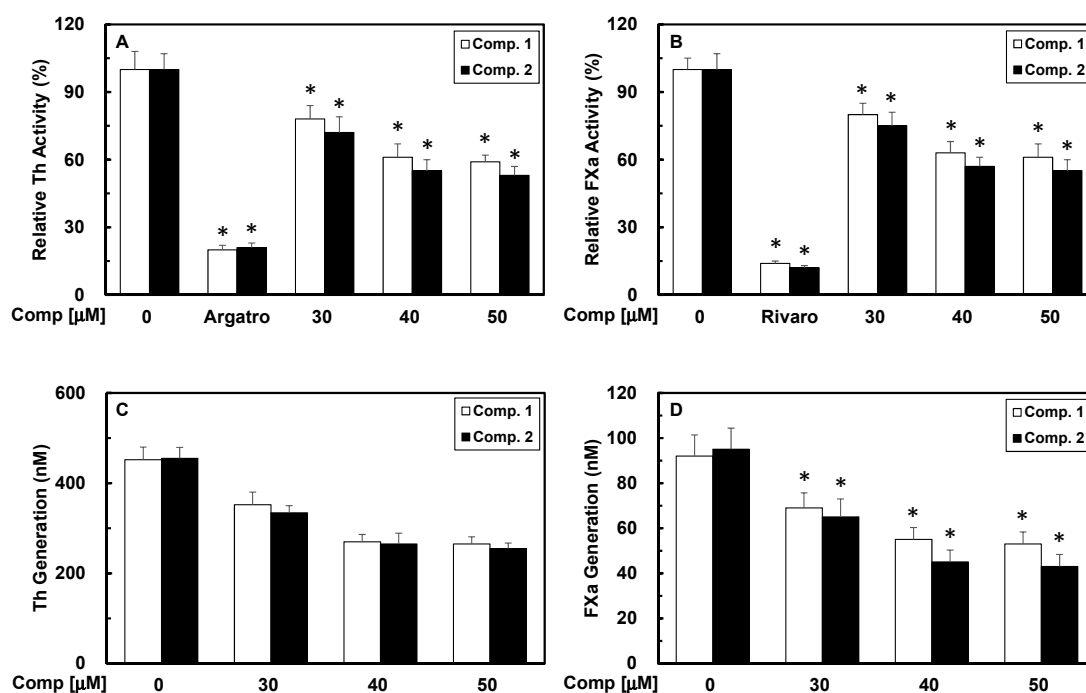 A
Comp. 1
Comp. 2
Relative Th Activity (%)
120
90
60
30
0
* * * * * * * *
Comp [μM] 0 Argatro 30 40 50
B
Comp. 1
Comp. 2
Relative FXa Activity (%)
120
90
60
30
0
* * * * * * * *
Comp [μM] 0 Rivaro 30 40 50
C
Comp. 1
Comp. 2
Th Generation (nM)
600
400
200
0
Comp [μM] 0 30 40 50
D
Comp. 1
Comp. 2
FXa Generation (nM)
120
100
80
60
40
20
0
* * * * * *
Comp [μM] 0 30 40 50